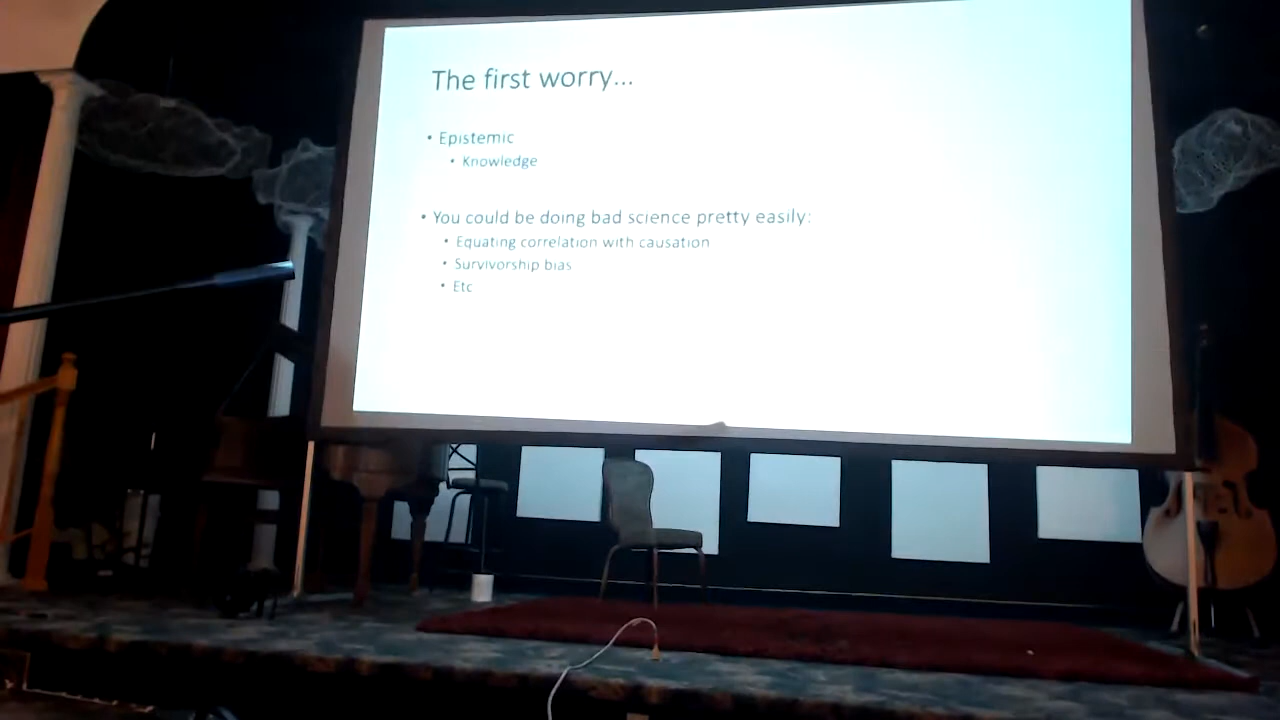 The first worry...
• Epistemic
• Knowledge
• You could be doing bad science pretty easily:
• Equating correlation with causation
• Survivorship bias
• Etc